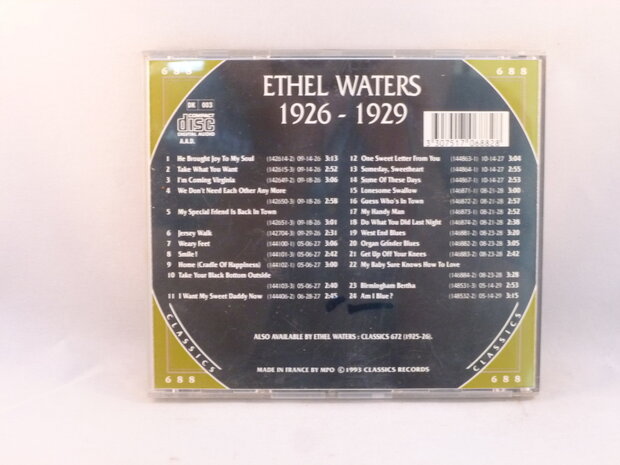 688
688
ETHEL WATERS
1926 - 1929
DK 003
COMPACT
disc
DIGITAL AUDIO
A.A.D.
3 307517 068828
1 He Brought Joy To My Soul (142614-2) 09-14-26 3:13
2 Take What You Want (142615-3) 09-14-26 2:52
3 I'm Coming Virginia (142649-2) 09-18-26 3:06
4 We Don't Need Each Other Any More
(142650-3) 09-18-26 2:58
5 My Special Friend Is Back In Town
(142651-3) 09-18-26 3:01
6 Jersey Walk (142704-3) 09-29-26 2:31
7 Weary Feet (144100-1) 05-06-27 3:06
8 Smile! (144101-3) 05-06-27 2:42
9 Home (Cradle Of Happiness) (144102-1) 05-06-27 3:00
10 Take Your Black Bottom Outside
(144103-3) 05-06-27 2:40
11 I Want My Sweet Daddy Now (144406-2) 06-28-27 2:45
12 One Sweet Letter From You (144863-1) 10-14-27 3:04
13 Someday, Sweetheart (144864-1) 10-14-27 2:55
14 Some Of These Days (144867-1) 10-14-27 2:53
15 Lonesome Swallow (146871-1) 08-21-28 3:00
16 Guess Who's In Town (146872-2) 08-21-28 2:57
17 My Handy Man (146873-1) 08-21-28 2:52
18 Do What You Did Last Night (146874-2) 08-21-28 2:38
19 West End Blues (146881-2) 08-23-28 3:20
20 Organ Grinder Blues (146882-2) 08-23-28 3:05
21 Get Up Off Your Knees (146883-2) 08-23-28 2:42
22 My Baby Sure Knows How To Love
(146884-2) 08-23-28 3:28
23 Birmingham Bertha (148531-3) 05-14-29 2:53
24 Am I Blue? (148532-2) 05-14-29 3:15
ALSO AVAILABLE BY ETHEL WATERS : CLASSICS 672 (1925-26).
MADE IN FRANCE BY MPO © 1993 CLASSICS RECORDS
CLASSICS
CLASSICS
688
688